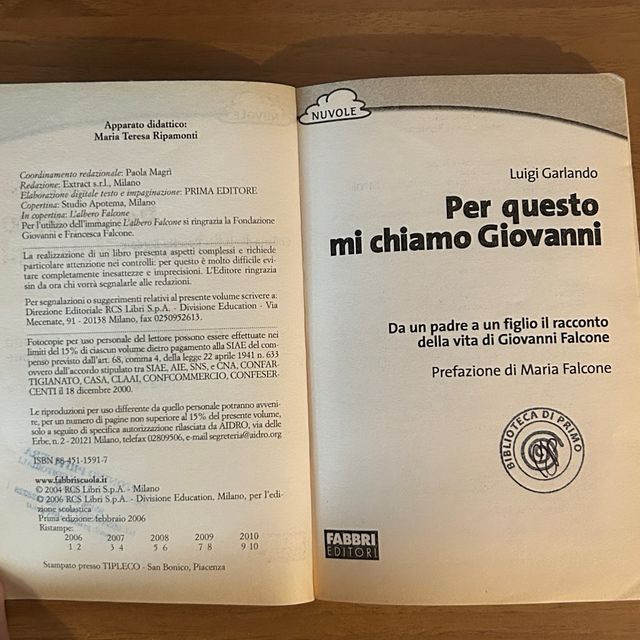 Apparato didattico:
Maria Teresa Ripamonti
Coordinamento redazionale: Paola Magrì
Redazione: Extract s.r.l., Milano
Elaborazione digitale testo e impaginazione: PRIMA EDITORE
Copertina: Studio Apotema, Milano
In copertina: L'albero Falcone
Per l'utilizzo dell'immagine L'albero Falcone si ringrazia la Fondazione
Giovanni e Francesca Falcone.
La realizzazione di un libro presenta aspetti complessi e richiede
particolare attenzione nei controlli: per questo è molto difficile evi-
tare completamente inesattezze e imprecisioni. L'Editore ringrazia
sin da ora chi vorrà segnalarle alle redazioni.
Per segnalazioni o suggerimenti relativi al presente volume scrivere a:
Direzione Editoriale RCS Libri S.p.A. - Divisione Education - Via
Mecenate, 91 - 20138 Milano, fax 0250952613.
Fotocopie per uso personale del lettore possono essere effettuate nei
limiti del 15% di ciascun volume dietro pagamento alla SIAE del com-
penso previsto dall'art. 68, comma 4, della legge 22 aprile 1941 n. 633
ovvero dall'accordo stipulato tra SIAE, AIE, SNS, e CNA, CONFAR-
TIGIANATO, CASA, CLAAI, CONFCOMMERCIO, CONFESER-
CENTI il 18 dicembre 2000.
Le riproduzioni per uso differente da quello personale potranno avveni-
re, per un numero di pagine non superiore al 15% del presente volume,
solo a seguito di specifica autorizzazione rilasciata da AIDRO, via delle
Erbe, n. 2 - 20121 Milano, telefax 02809506, e-mail segreteria@aidro.org
ISBN 88-451-1591-7
www.fabbriscuola.it
© 2004 RCS Libri S.p.A. - Milano
© 2006 RCS Libri S.p.A. - Divisione Education, Milano, per l'edi-
zione scolastica
Prima edizione: febbraio 2006
Ristampe:
2006 2007 2008 2009 2010
1 2 3 4 5 6 7 8 9 10
Stampato presso TIPLECO - San Bonico, Piacenza
NUVOLE
Luigi Garlando
Per questo
mi chiamo Giovanni
Da un padre a un figlio il racconto
della vita di Giovanni Falcone
Prefazione di Maria Falcone
BIBLIOTECA DI PRIMO
FABBRI
EDITORI